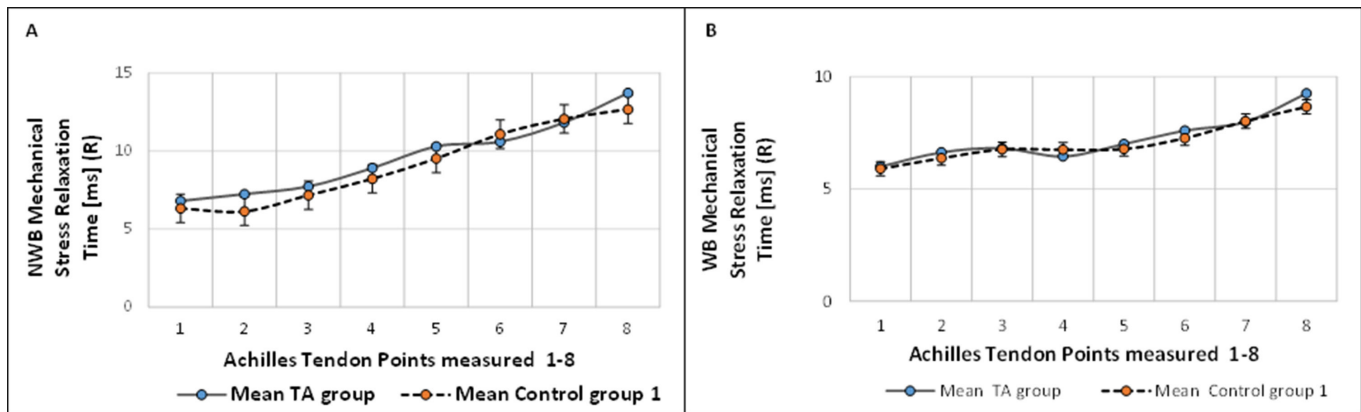 A
NWB Mechanical
Stress Relaxation
Time [ms] (R)
15
10
5
0
1 2 3 4 5 6 7 8
Achilles Tendon Points measured 1-8
Mean TA group Mean Control group 1
B
WB Mechanical
Stress Relaxation
Time [ms] (R)
10
5
0
1 2 3 4 5 6 7 8
Achilles Tendon Points measured 1-8
Mean TA group Mean Control group 1